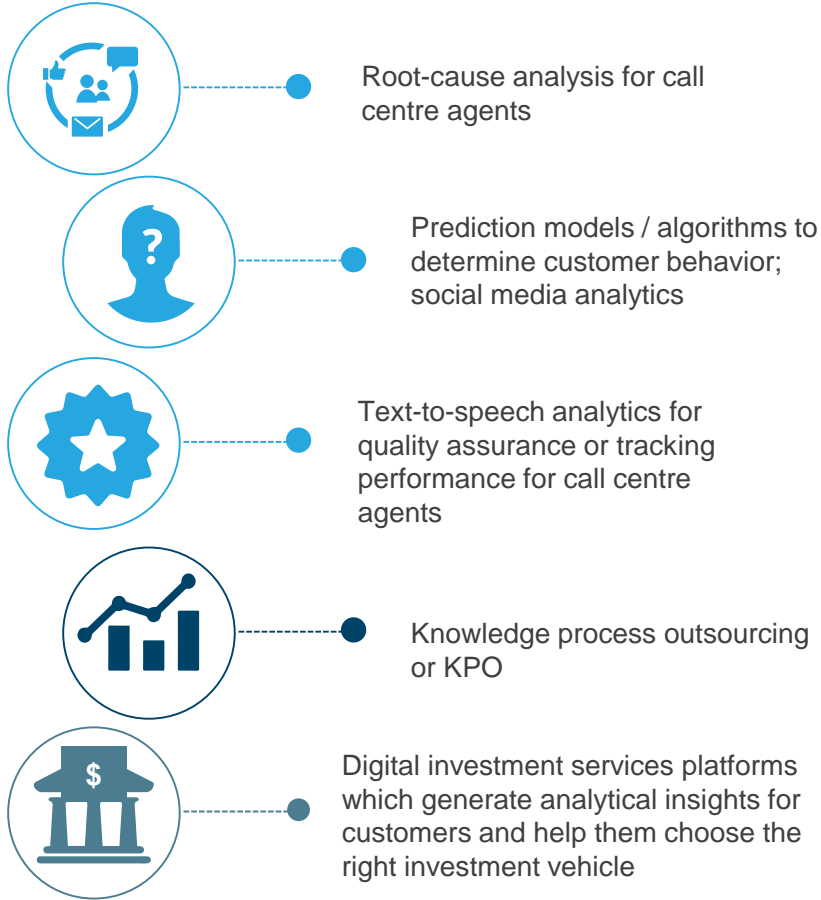 Root-cause analysis for call
centre agents
?
Prediction models / algorithms to
determine customer behavior;
social media analytics
Text-to-speech analytics for
quality assurance or tracking
performance for call centre
agents
Knowledge process outsourcing
or KPO
$
Digital investment services platforms
which generate analytical insights for
customers and help them choose the
right investment vehicle